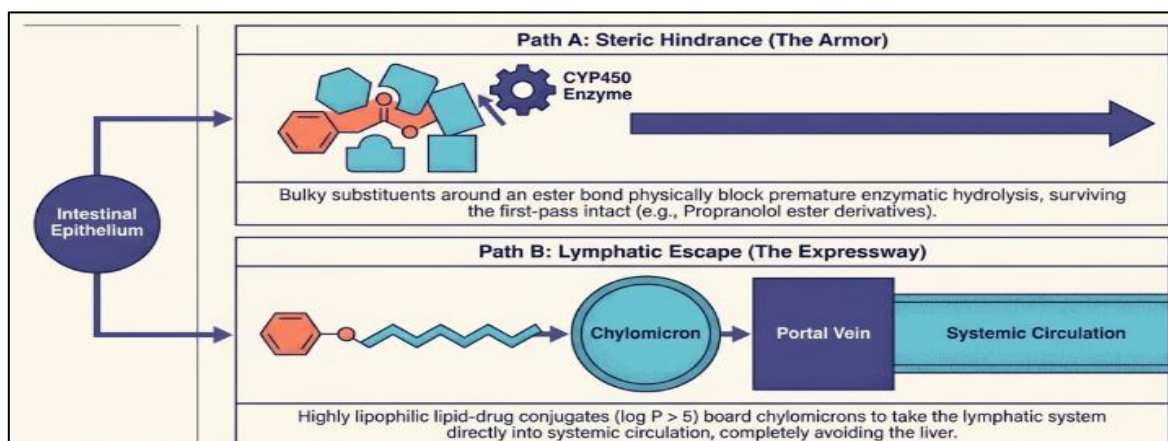 Path A: Steric Hindrance (The Armor)
CYP450
Enzyme
Bulky substituents around an ester bond physically block premature enzymatic hydrolysis, surviving
the first-pass intact (e.g., Propranolol ester derivatives).
Intestinal
Epithelium
Path B: Lymphatic Escape (The Expressway)
Chylomicron
Portal Vein
Systemic Circulation
Highly lipophilic lipid-drug conjugates (log P > 5) board chylomicrons to take the lymphatic system
directly into systemic circulation, completely avoiding the liver.